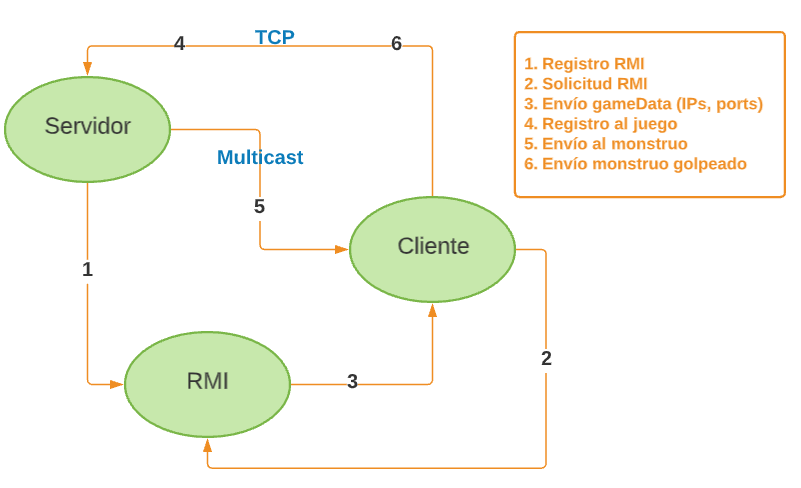 4
TCP
6
1. Registro RMI
2. Solicitud RMI
3. Envío gameData (IPs, ports)
4. Registro al juego
5. Envío al monstruo
6. Envío monstruo golpeado
Servidor
Multicast
5
Cliente
1
2
RMI
3